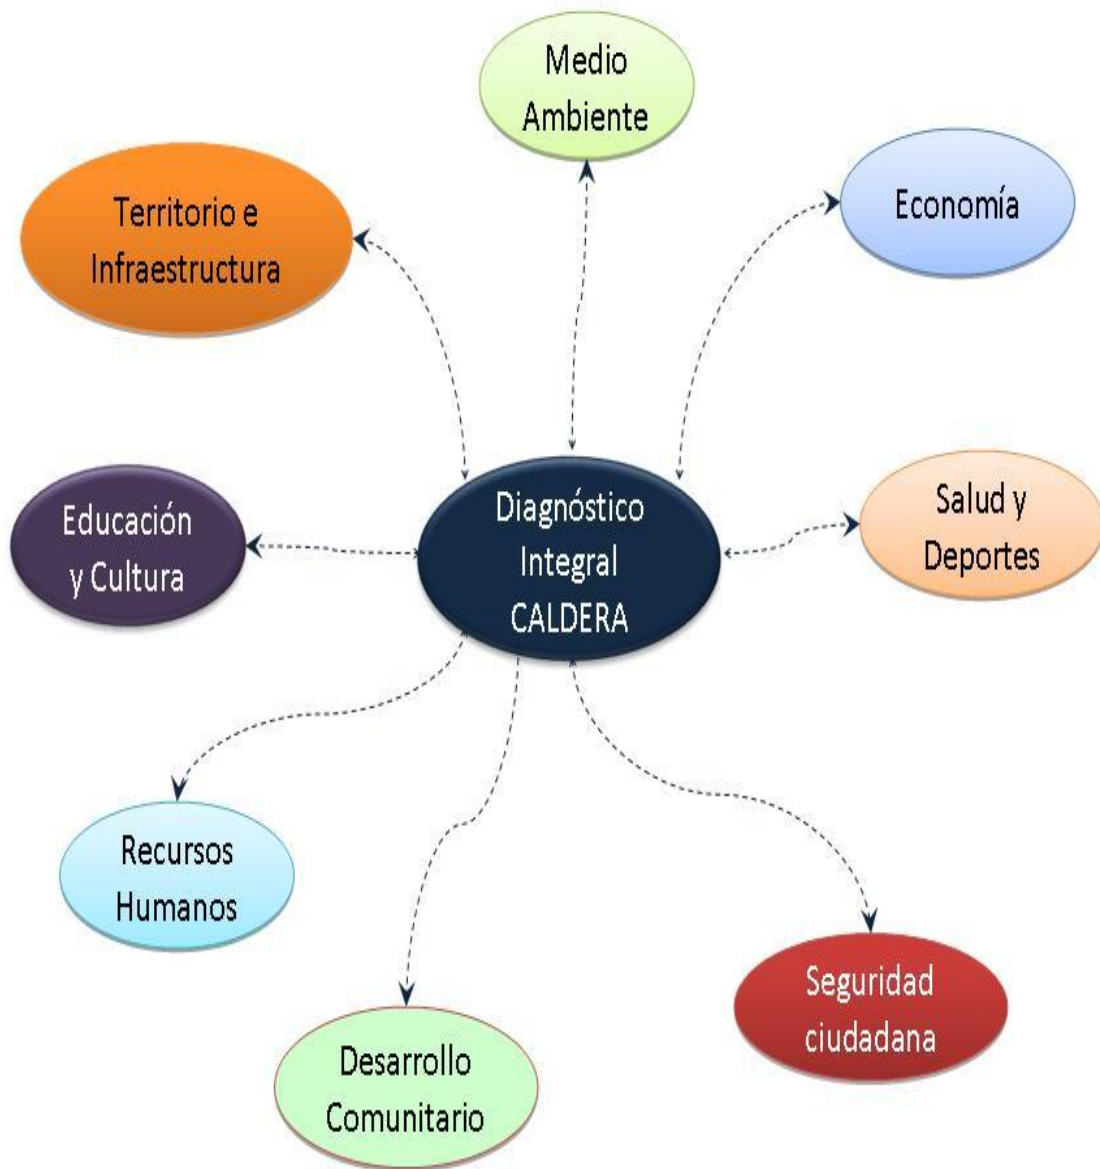 Medio
Ambiente
Territorio e
Infraestructura
Economía
Educación
y Cultura
Diagnóstico
Integral
CALDERA
Salud y
Deportes
Recursos
Humanos
Seguridad
ciudadana
Desarrollo
Comunitario